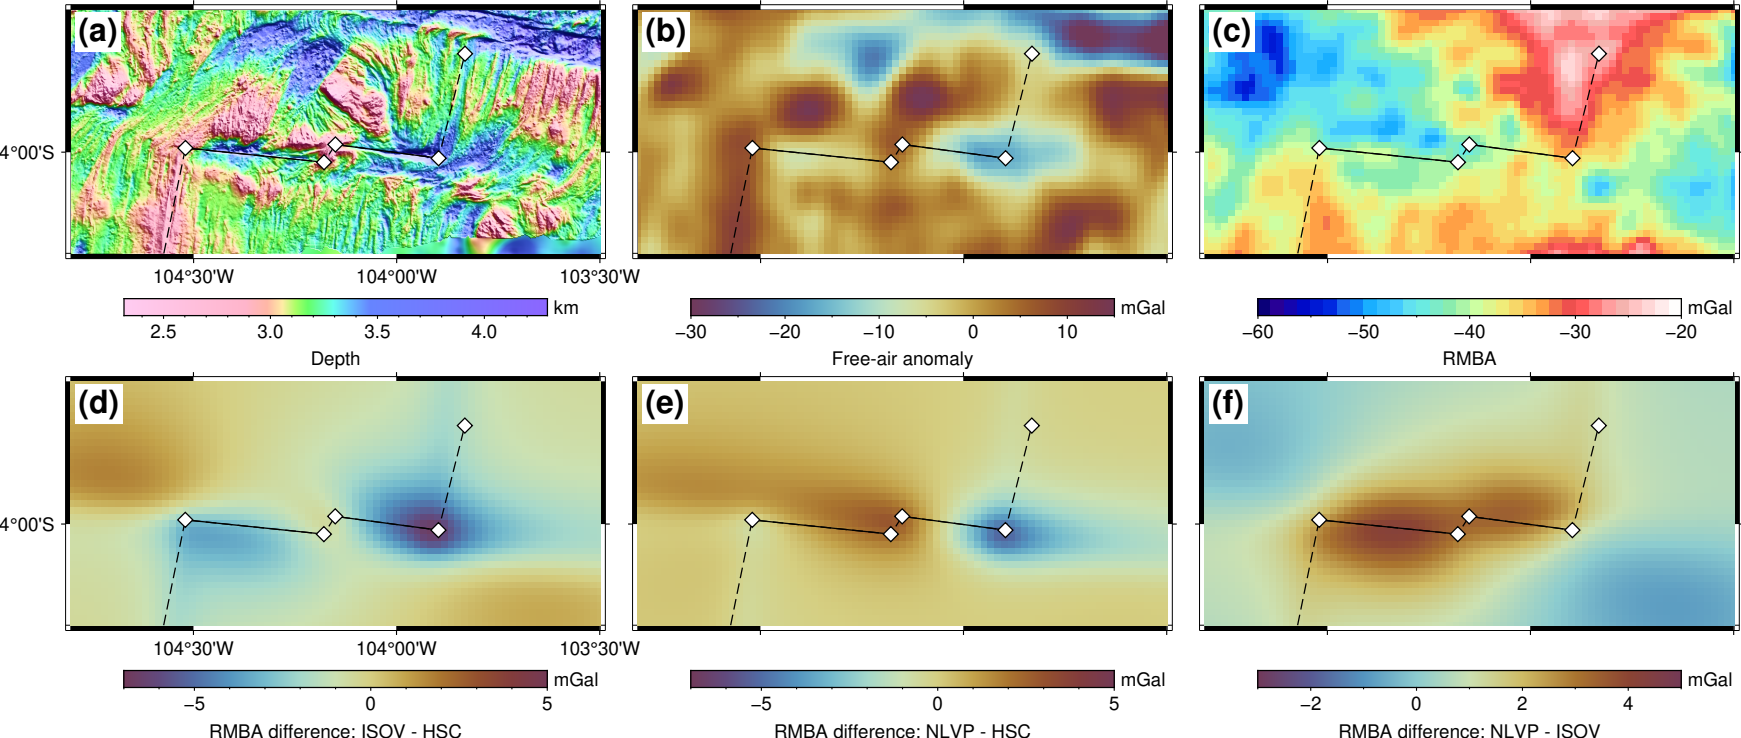 (a)
(b)
(c)
4°00'S
104°30'W
104°00'W
103°30'W
km
2.5
3.0
3.5
4.0
Depth
mGal
−30
−20
−10
0
10
Free-air anomaly
mGal
−60
−50
−40
−30
−20
RMBA
(d)
(e)
(f)
4°00'S
104°30'W
104°00'W
103°30'W
mGal
−5
0
5
RMBA difference: ISOV - HSC
mGal
−5
0
5
RMBA difference: NLVP - HSC
mGal
−2
0
2
4
RMBA difference: NLVP - ISOV